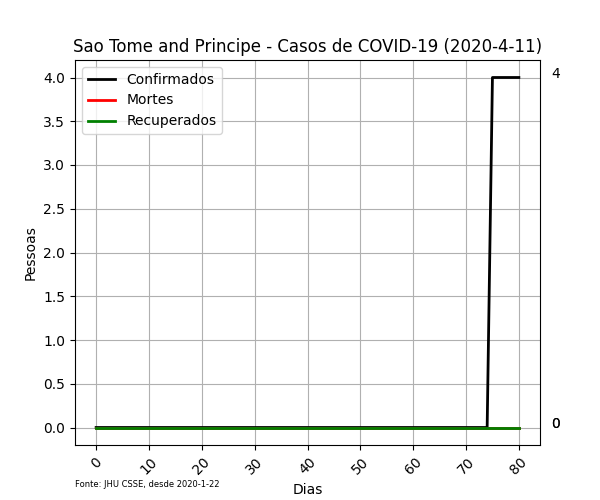 Sao Tome and Principe - Casos de COVID-19 (2020-4-11)
Confirmados
Mortes
Recuperados
4.0
3.5
3.0
2.5
2.0
1.5
1.0
0.5
0.0
Pessoas
4
0
0 10 20 30 40 50 60 70 80
Fonte: JHU CSSE, desde 2020-1-22
Dias